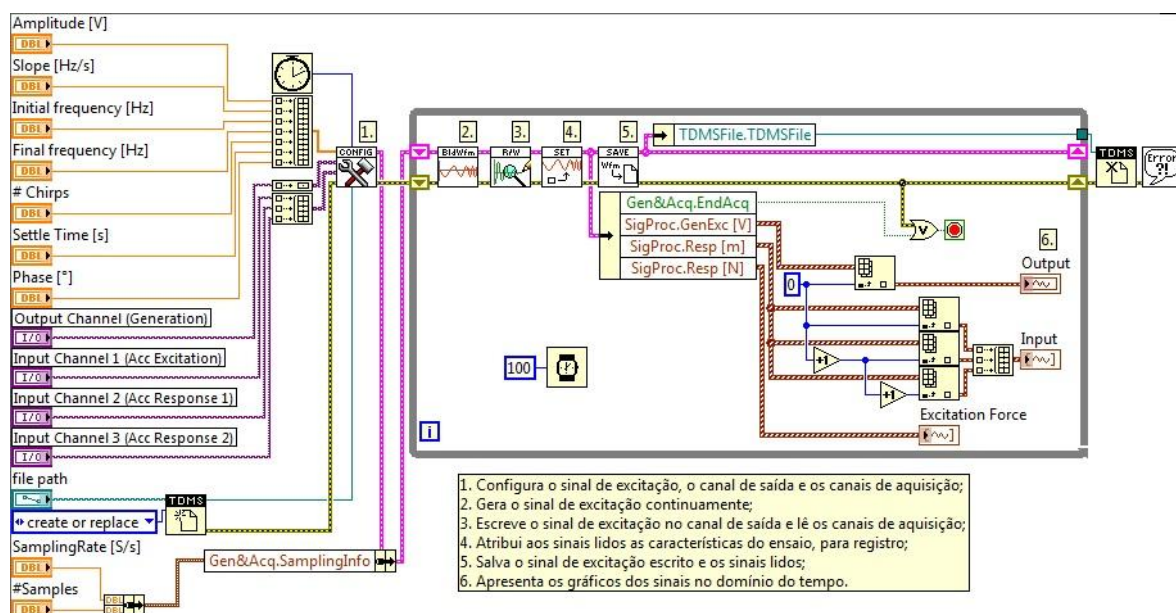 Amplitude [V]
DBL
Slope [Hz/s]
DBL
Initial frequency [Hz]
DBL
Final frequency [Hz]
DBL
# Chirps
DBL
Settle Time [s]
DBL
Phase [°]
DBL
Output Channel (Generation)
I/O
Input Channel 1 (Acc Excitation)
I/O
Input Channel 2 (Acc Response 1)
I/O
Input Channel 3 (Acc Response 2)
I/O
file path
create or replace
TDMS
SamplingRate [S/s]
DBL
#Samples
DBL
DBL
DBL
Gen&Acq.SamplingInfo
1.
CONFIG
2.
BldWfm
3.
R/W
4.
SET
5.
SAVE
Wfm
TDMSFile.TDMSFile
TDMS
Error
?!
Gen&Acq.EndAcq
SigProc.GenExc [V]
SigProc.Resp [m]
SigProc.Resp [N]
V
6.
Output
0
Input
+1
+1
Excitation Force
100
i
1. Configura o sinal de excitação, o canal de saída e os canais de aquisição;
2. Gera o sinal de excitação continuamente;
3. Escreve o sinal de excitação no canal de saída e lê os canais de aquisição;
4. Atribui aos sinais lidos as características do ensaio, para registro;
5. Salva o sinal de excitação escrito e os sinais lidos;
6. Apresenta os gráficos dos sinais no domínio do tempo.